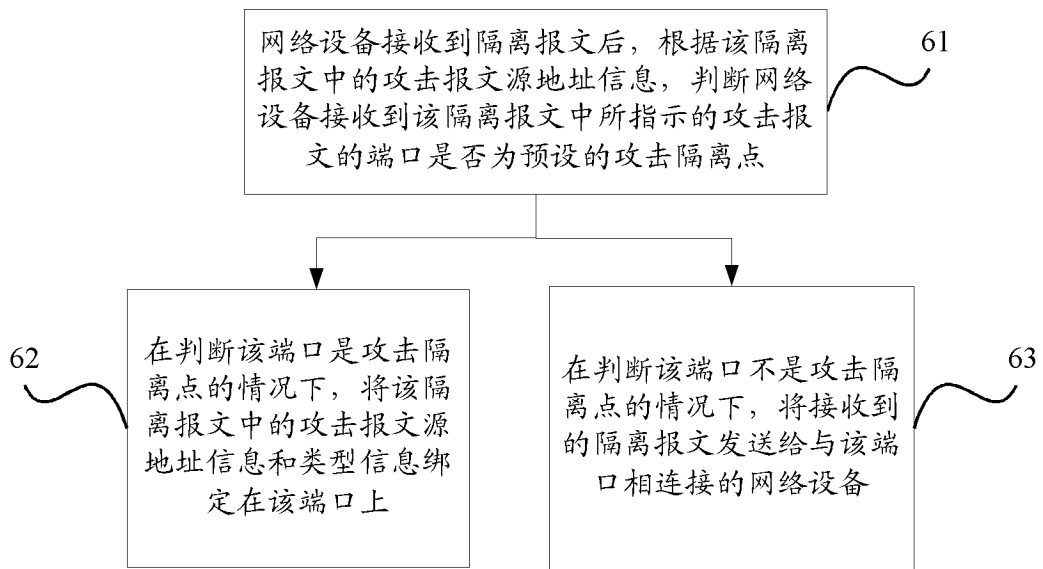 网络设备接收到隔离报文后，根据该隔离
报文中的攻击报文源地址信息，判断网络
设备接收到该隔离报文中所指示的攻击报
文的端口是否为预设的攻击隔离点
61
62
在判断该端口是攻击隔
离点的情况下，将该隔
离报文中的攻击报文源
地址信息和类型信息绑
定在该端口上
在判断该端口不是攻击隔
离点的情况下，将接收到
的隔离报文发送给与该端
口相连接的网络设备
63